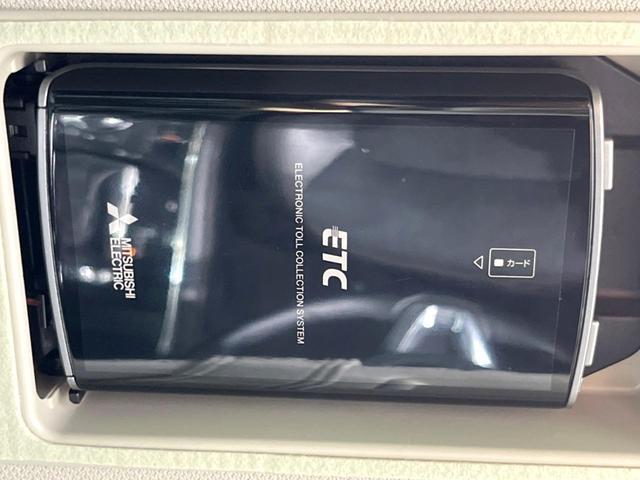 MITSUBISHI
ELECTRIC
ETC
ELECTRONIC TOLL COLLECTION SYSTEM
カード